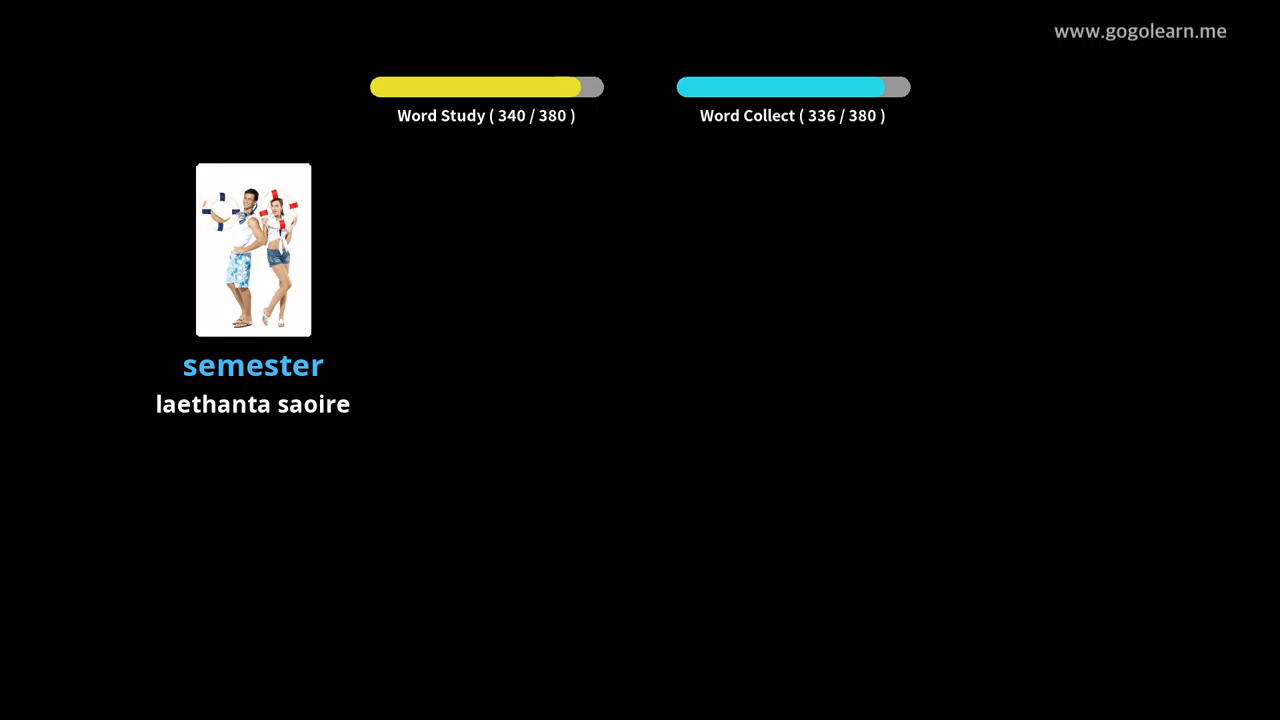 www.gogolearn.me
Word Study ( 340 / 380 )
Word Collect ( 336 / 380 )
semester
laethanta saoire